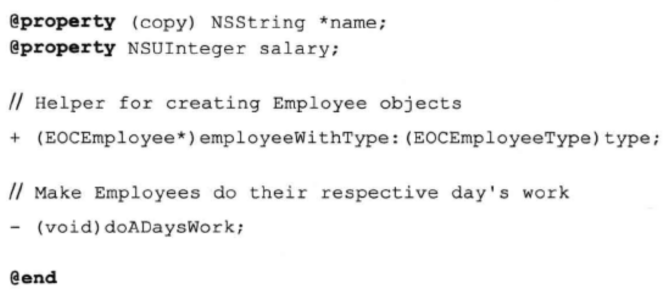 @property (copy) NSString *name;
@property NSUInteger salary;
// Helper for creating Employee objects
+ (EOCEmployee*)employeeWithType:(EOCEmployeeType)type;
// Make Employees do their respective day's work
- (void)doADaysWork;
@end